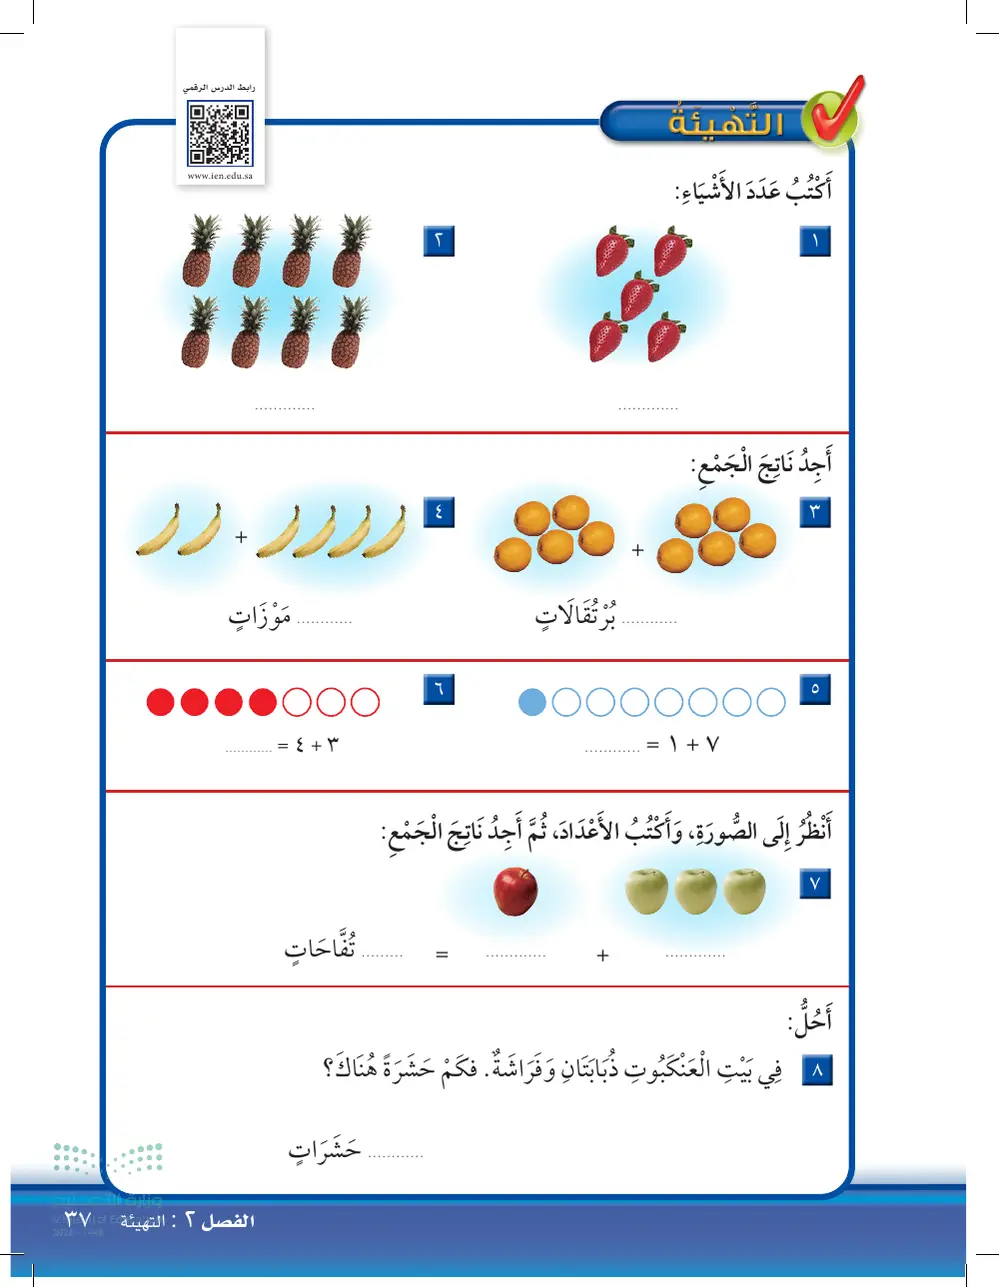 رابط الدرس الرقمي
www.ien.edu.sa
التَّهْيِئَةُ
أَكْتُبُ عَدَدَ الأَشْيَاءِ:
١
٢
.............
.............
أَجِدُ نَاتِجَ الْجَمْعِ:
٣
+
٤
+
............ بُرْتُقَالَاتٍ
............ مَوْزَاتٍ
٥
٦
٧ + ١ = ............
٣ + ٤ = ............
أَنْظُرُ إِلَى الصُّورَةِ، وَأَكْتُبُ الأَعْدَادَ، ثُمَّ أَجِدُ نَاتِجَ الْجَمْعِ:
٧
............. + ............. = ......... تُفَّاحَاتٍ
أَحُلُّ:
٨ فِي بَيْتِ الْعَنْكَبُوتِ ذُبَابَتَانِ وَفَرَاشَةٌ. فكَمْ حَشَرَةً هُنَاكَ؟
............ حَشَرَاتٍ
الفصل ٢ : التهيئة ٣٧